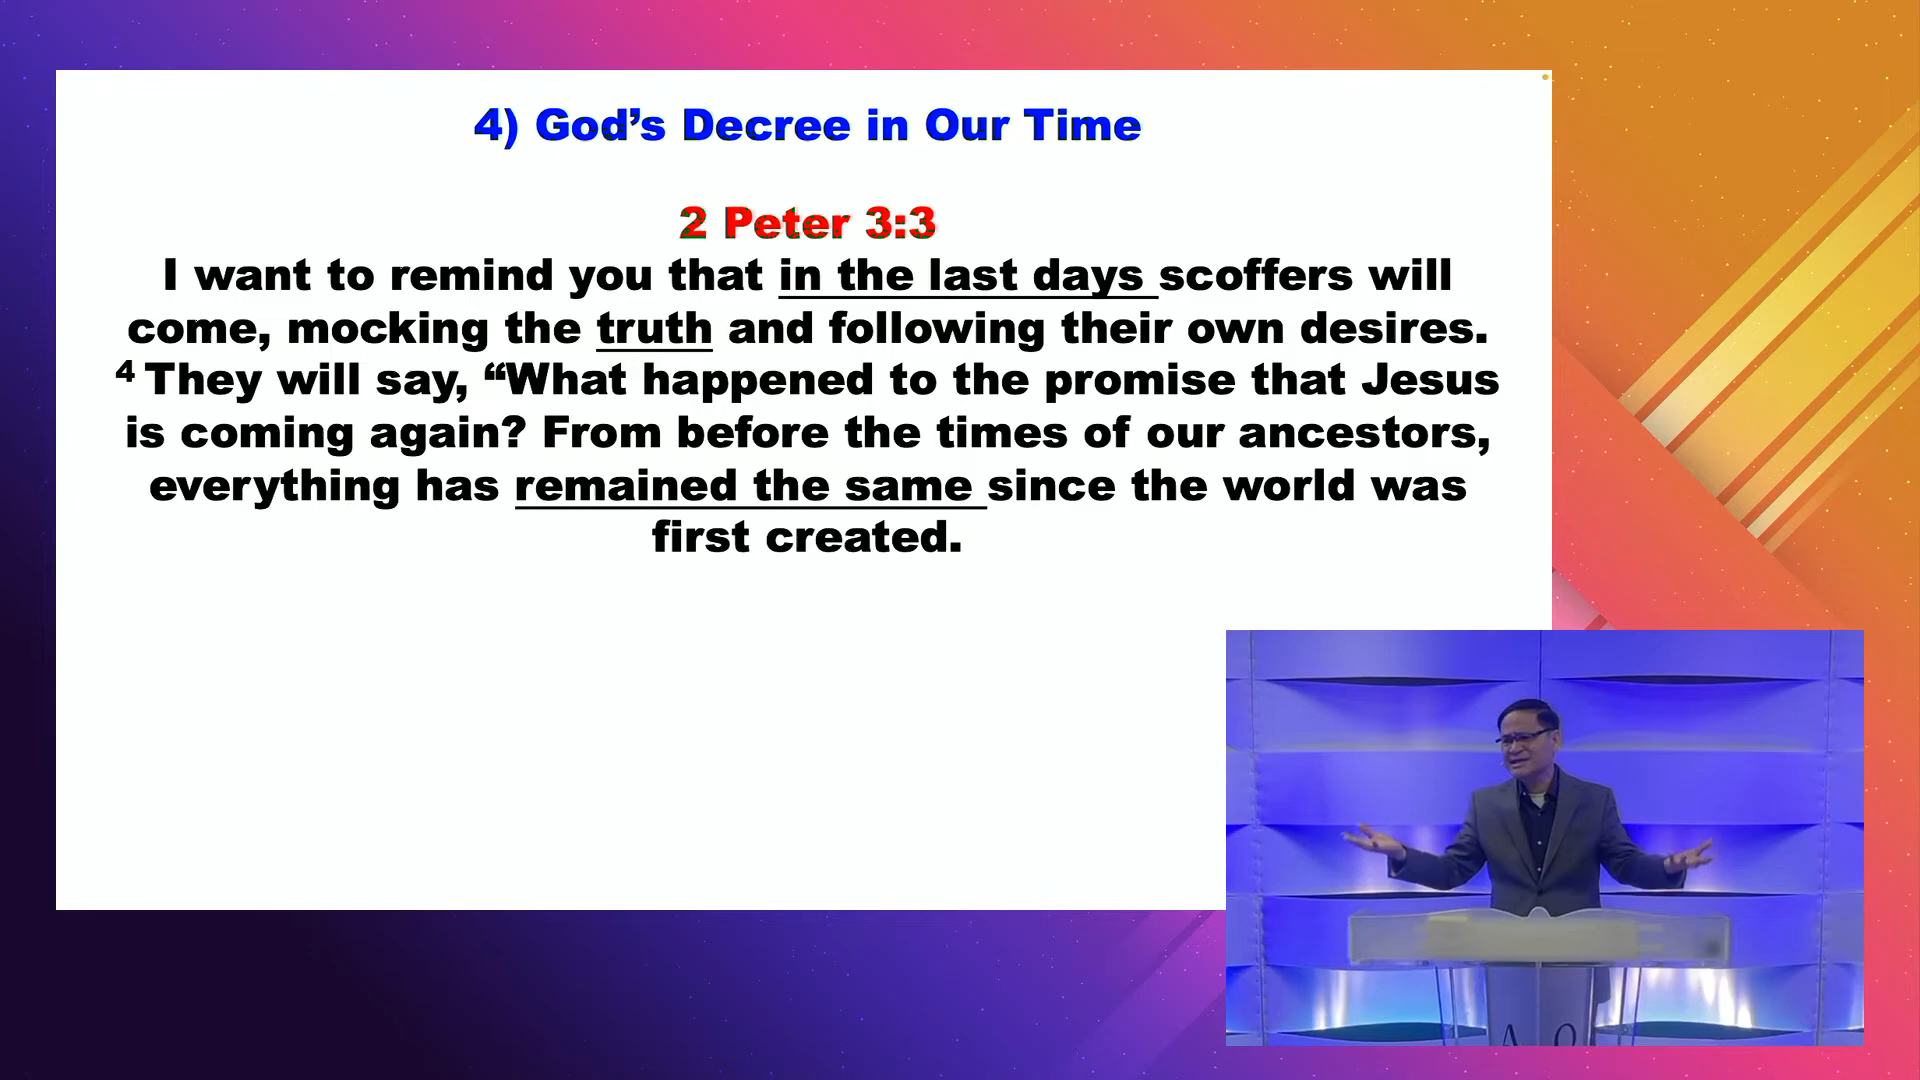 4) God’s Decree in Our Time
2 Peter 3:3
I want to remind you that in the last days scoffers will
come, mocking the truth and following their own desires.
4 They will say, “What happened to the promise that Jesus
is coming again? From before the times of our ancestors,
everything has remained the same since the world was
first created.
A O